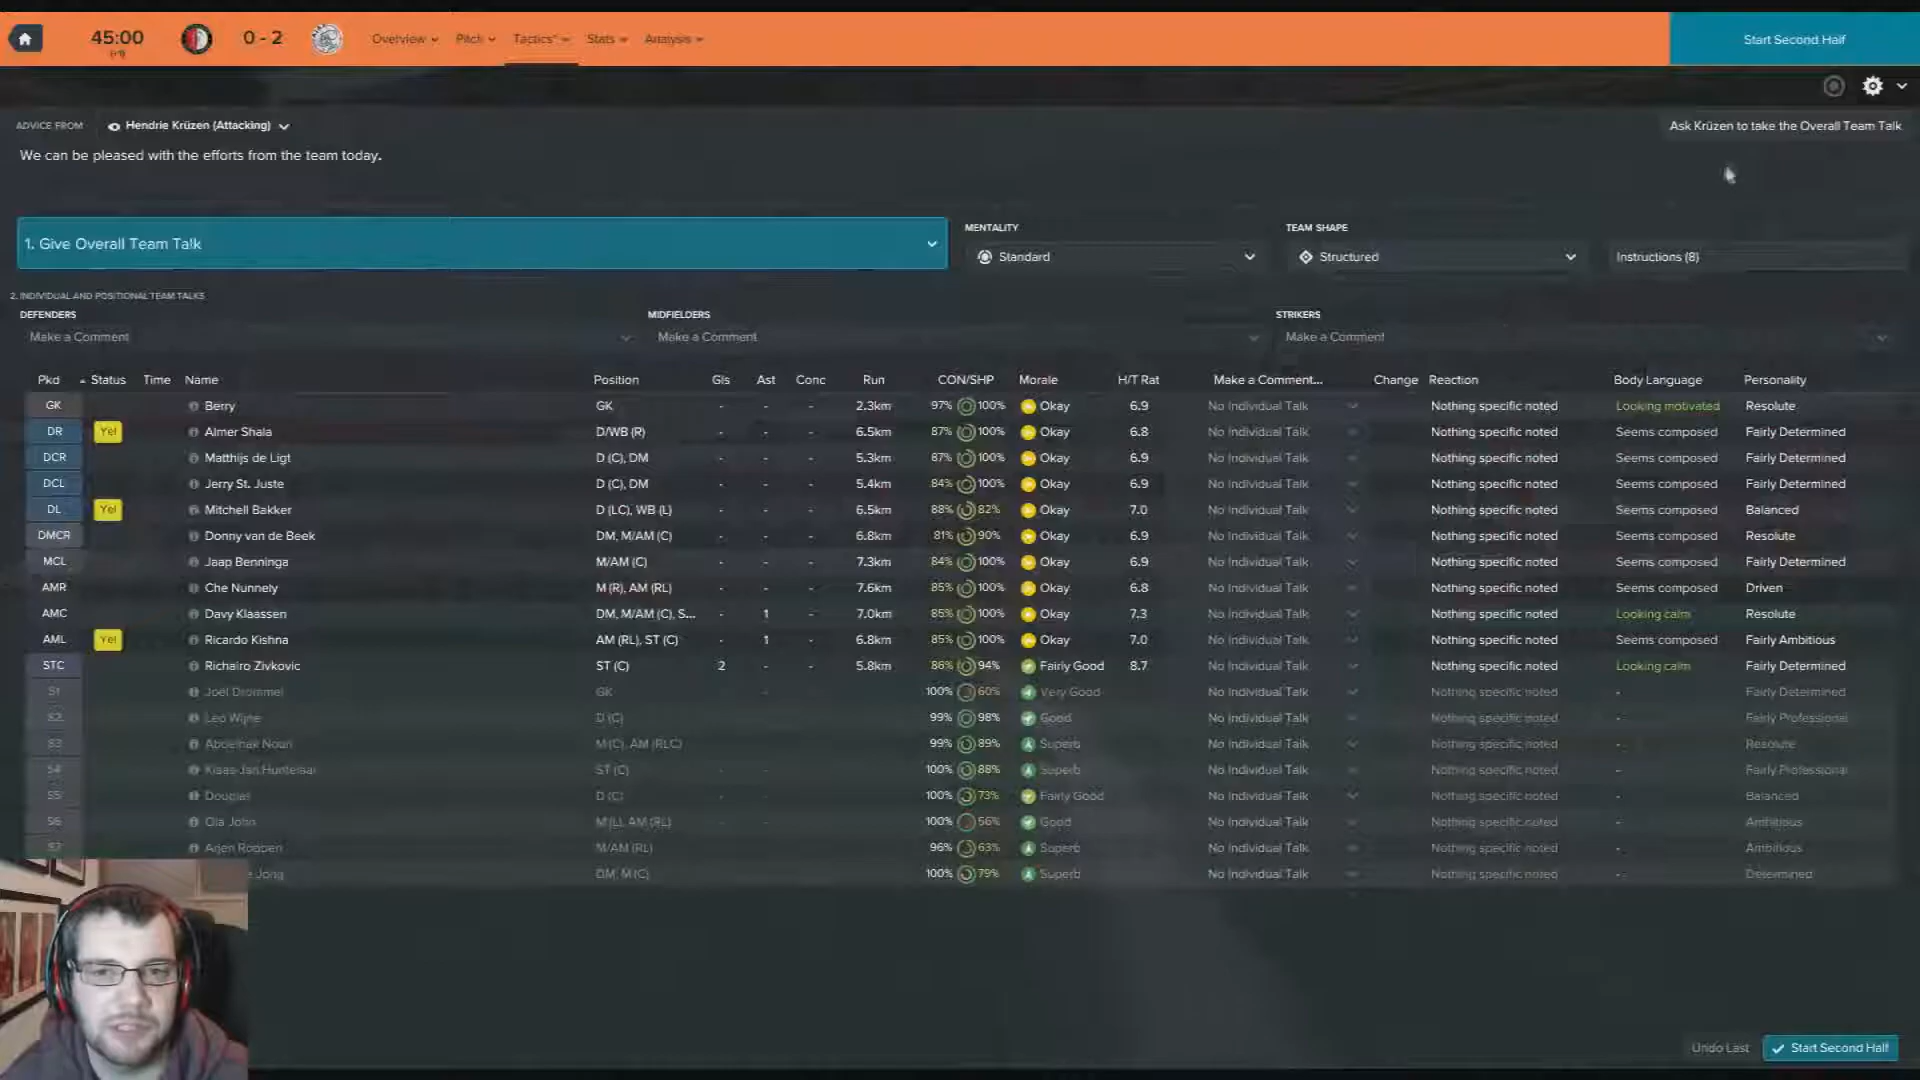 45:00 0 - 2 Overview Pitch Tactics* Stats Analysis Start Second Half
ADVICE FROM Hendrie Krüzen (Attacking) Ask Krüzen to take the Overall Team Talk
We can be pleased with the efforts from the team today.
MENTALITY TEAM SHAPE
1. Give Overall Team Talk Standard Structured Instructions (8)
2. INDIVIDUAL AND POSITIONAL TEAM TALKS
DEFENDERS MIDFIELDERS STRIKERS
Make a Comment Make a Comment Make a Comment
Pkd Status Time Name Position Gls Ast Conc Run CON/SHP Morale H/T Rat Make a Comment... Change Reaction Body Language Personality
GK Berry GK - - - 2.3km 97% 100% Okay 6.9 No Individual Talk Nothing specific noted Looking motivated Resolute
DR Yel Almer Shala D/WB (R) - - - 6.5km 87% 100% Okay 6.8 No Individual Talk Nothing specific noted Seems composed Fairly Determined
DCR Matthijs de Ligt D (C), DM - - - 5.3km 87% 100% Okay 6.9 No Individual Talk Nothing specific noted Seems composed Fairly Determined
DCL Jerry St. Juste D (C), DM - - - 5.4km 84% 100% Okay 6.9 No Individual Talk Nothing specific noted Seems composed Fairly Determined
DL Yel Mitchell Bakker D (LC), WB (L) - - - 6.5km 88% 82% Okay 7.0 No Individual Talk Nothing specific noted Seems composed Balanced
DMCR Donny van de Beek DM, M/AM (C) - - - 6.8km 81% 90% Okay 6.9 No Individual Talk Nothing specific noted Seems composed Resolute
MCL Jaap Benninga M/AM (C) - - - 7.3km 84% 100% Okay 6.9 No Individual Talk Nothing specific noted Seems composed Fairly Determined
AMR Che Nunnely M (R), AM (RL) - - - 7.6km 85% 100% Okay 6.8 No Individual Talk Nothing specific noted Seems composed Driven
AMC Davy Klaassen DM, M/AM (C), S... - 1 - 7.0km 85% 100% Okay 7.3 No Individual Talk Nothing specific noted Looking calm Resolute
AML Yel Ricardo Kishna AM (RL), ST (C) - 1 - 6.8km 85% 100% Okay 7.0 No Individual Talk Nothing specific noted Seems composed Fairly Ambitious
STC Richairo Zivkovic ST (C) 2 - - 5.8km 86% 94% Fairly Good 8.7 No Individual Talk Nothing specific noted Looking calm Fairly Determined
S1 Joël Drommel GK - 100% 60% Very Good No Individual Talk Nothing specific noted - Fairly Determined
S2 Leo Wijne D (C) 99% 98% Good No Individual Talk Nothing specific noted - Fairly Professional
S3 Abdelhak Nouri M (C), AM (RLC) 99% 89% Superb No Individual Talk Nothing specific noted - Resolute
S4 Klaas-Jan Huntelaar ST (C) - - 100% 88% Superb No Individual Talk Nothing specific noted - Fairly Professional
S5 Douglas D (C) - - 100% 73% Fairly Good No Individual Talk Nothing specific noted - Balanced
S6 Ola John M (L), AM (RL) - - 100% 56% Good No Individual Talk Nothing specific noted - Ambitious
S7 Arjen Robben M/AM (RL) 96% 63% Superb No Individual Talk Nothing specific noted - Ambitious
e Jong DM, M (C) 100% 79% Superb No Individual Talk Nothing specific noted - Determined
Undo Last Start Second Half